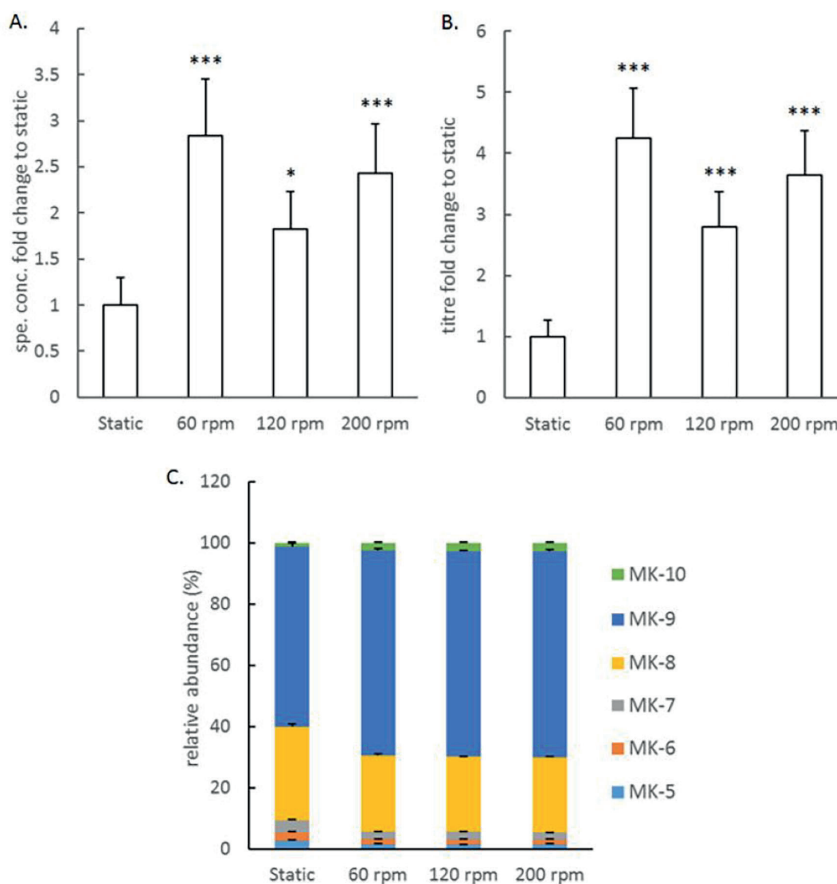 A.
spe. conc. fold change to static
4
3.5
3
2.5
2
1.5
1
0.5
0
***
*
***
Static 60 rpm 120 rpm 200 rpm
B.
titre fold change to static
6
5
4
3
2
1
0
***
***
***
Static 60 rpm 120 rpm 200 rpm
C.
relative abundance (%)
120
100
80
60
40
20
0
Static 60 rpm 120 rpm 200 rpm
MK-10
MK-9
MK-8
MK-7
MK-6
MK-5